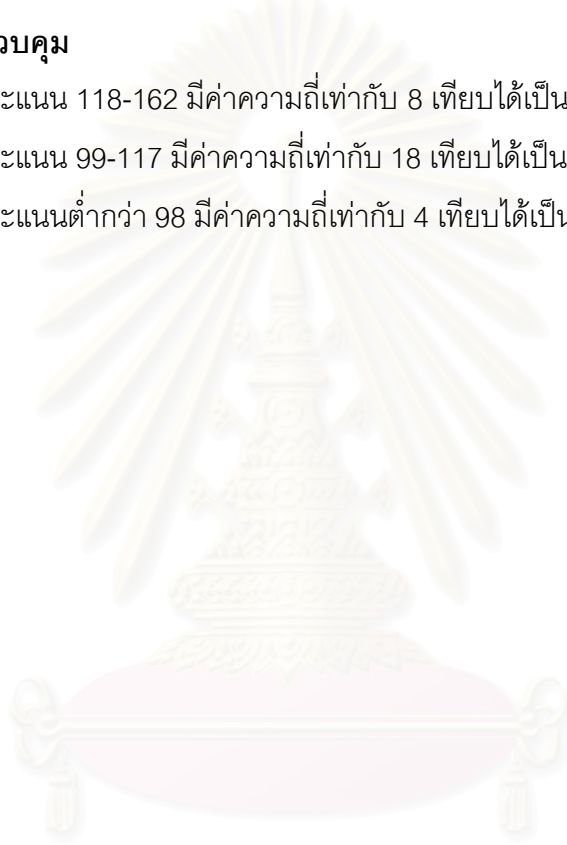 วบคุม
ะแนน 118-162 มีค่าความถี่เท่ากับ 8 เทียบได้เป็น
ะแนน 99-117 มีค่าความถี่เท่ากับ 18 เทียบได้เป็น
ะแนนต่ำกว่า 98 มีค่าความถี่เท่ากับ 4 เทียบได้เป็น